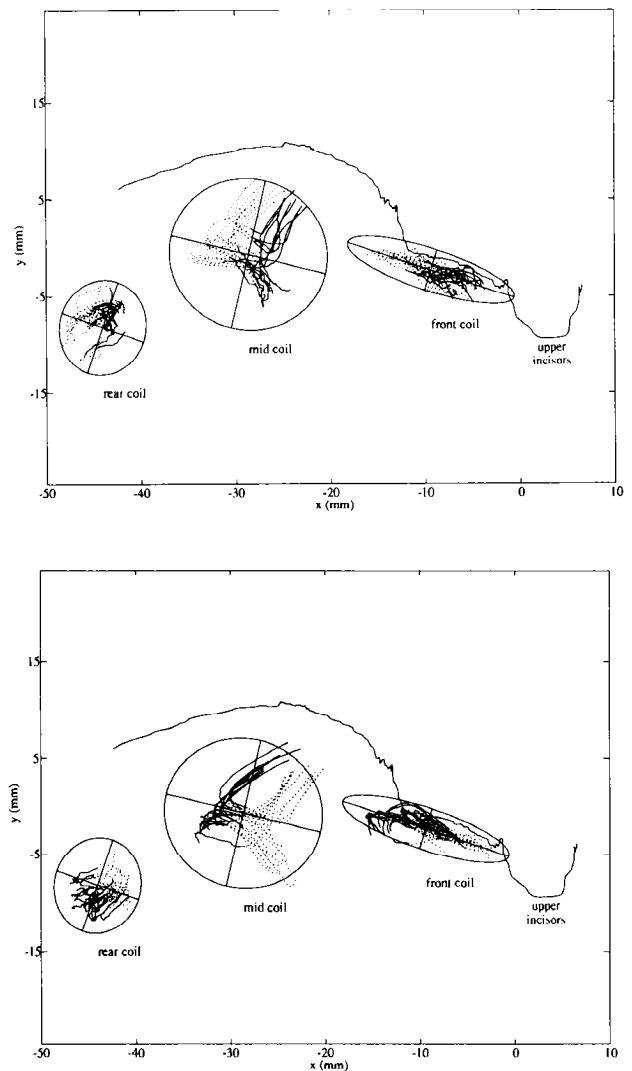 15
5
-5
-15
y (mm)
mid coil
front coil
rear coil
upper
incisors
-50 -40 -30 -20 -10 0 10
x (mm)
15
5
-5
-15
y (mm)
mid coil
front coil
rear coil
upper
incisors
-50 -40 -30 -20 -10 0 10
x (mm)